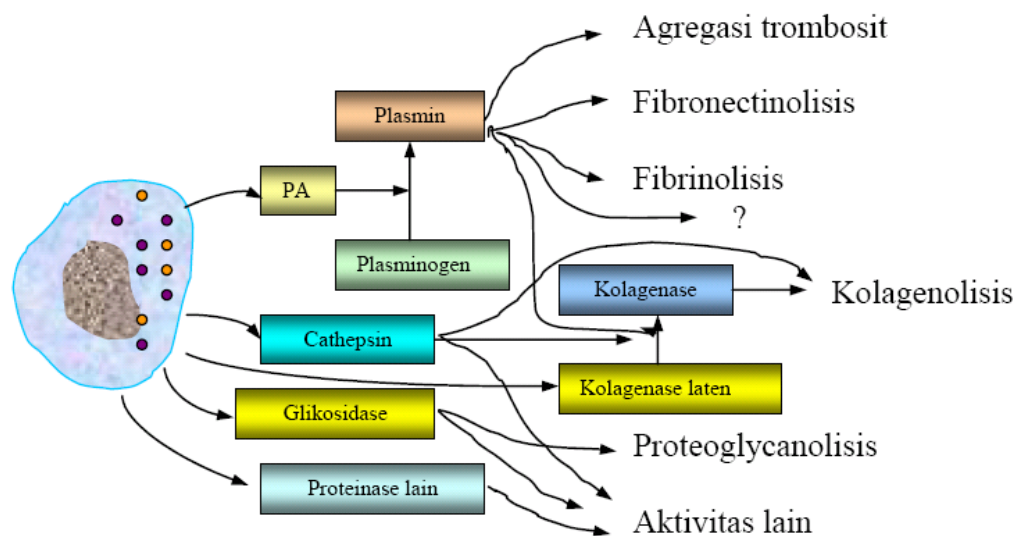 Agregasi trombosit
Plasmin
Fibronectinolisis
PA
Fibrinolisis
?
Plasminogen
Kolagenase
Kolagenolisis
Cathepsin
Kolagenase laten
Glikosidase
Proteoglycanolisis
Proteinase lain
Aktivitas lain